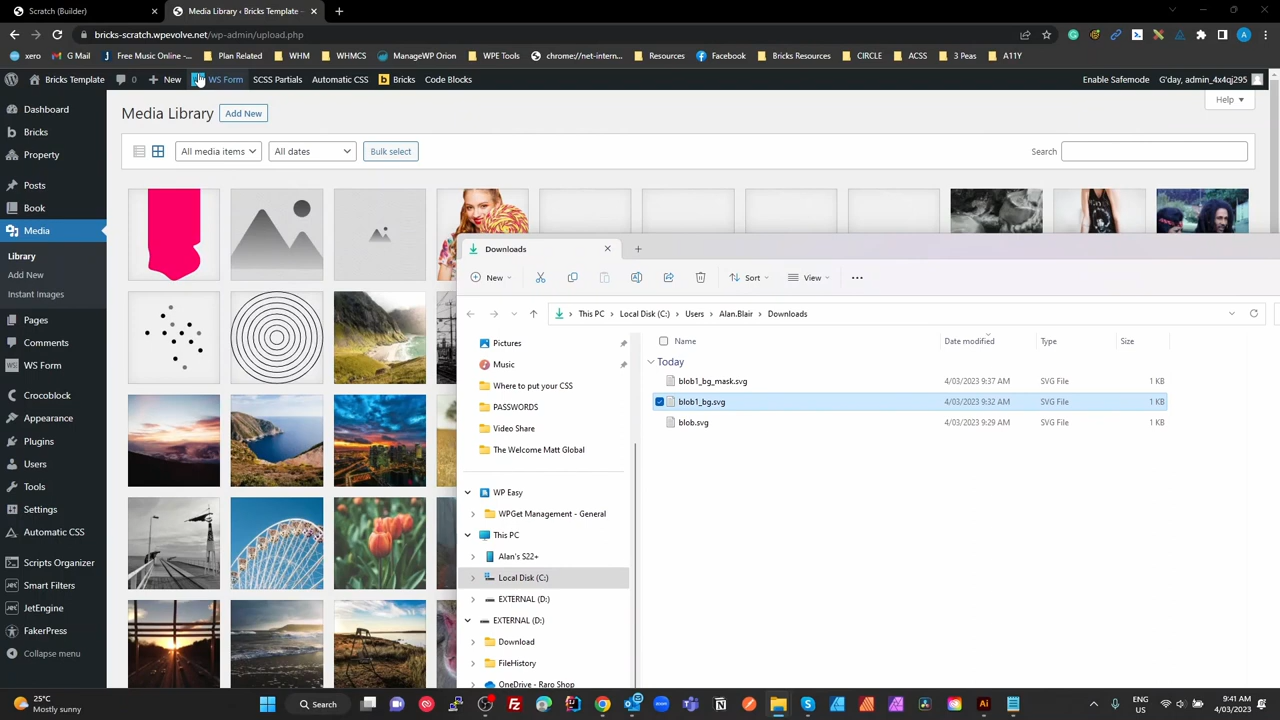 Scratch (Builder)
Media Library ‹ Bricks Template –
bricks-scrham.wpevolve.net/wp-admin/upload.php
xero
G Mail
Free Music Online -...
Plan Related
WHM
WHMCS
ManageWP Orion
WPE Tools
chrome://net-intern...
Resources
Facebook
Bricks Resources
CIRCLE
ACSS
3 Peas
A11Y
Bricks Template
0
New
WS Form
SCSS Partials
Automatic CSS
Bricks
Code Blocks
Enable Safemode
G'day, admin_4x4qj295
Dashboard
Bricks
Property
Posts
Book
Media
Library
Add New
Instant Images
Pages
Comments
WS Form
Crocoblock
Appearance
Plugins
Users
Tools
Settings
Automatic CSS
Scripts Organizer
Smart Filters
JetEngine
FakerPress
Collapse menu
Media Library
Add New
Help
All media items
All dates
Bulk select
Search
Downloads
New
Sort
View
This PC
Local Disk (C:)
Users
Alan.Blair
Downloads
Pictures
Music
Where to put your CSS
PASSWORDS
Video Share
The Welcome Matt Global
WP Easy
WPGet Management - General
This PC
Alan's S22+
Local Disk (C:)
EXTERNAL (D:)
EXTERNAL (D:)
Download
FileHistory
OneDrive - Raro Shop
Name
Date modified
Type
Size
Today
blob1_bg_mask.svg
4/03/2023 9:37 AM
SVG File
1 KB
blob1_bg.svg
4/03/2023 9:32 AM
SVG File
1 KB
blob.svg
4/03/2023 9:29 AM
SVG File
1 KB
25°C
Mostly sunny
Search
ENG
US
9:41 AM
4/03/2023